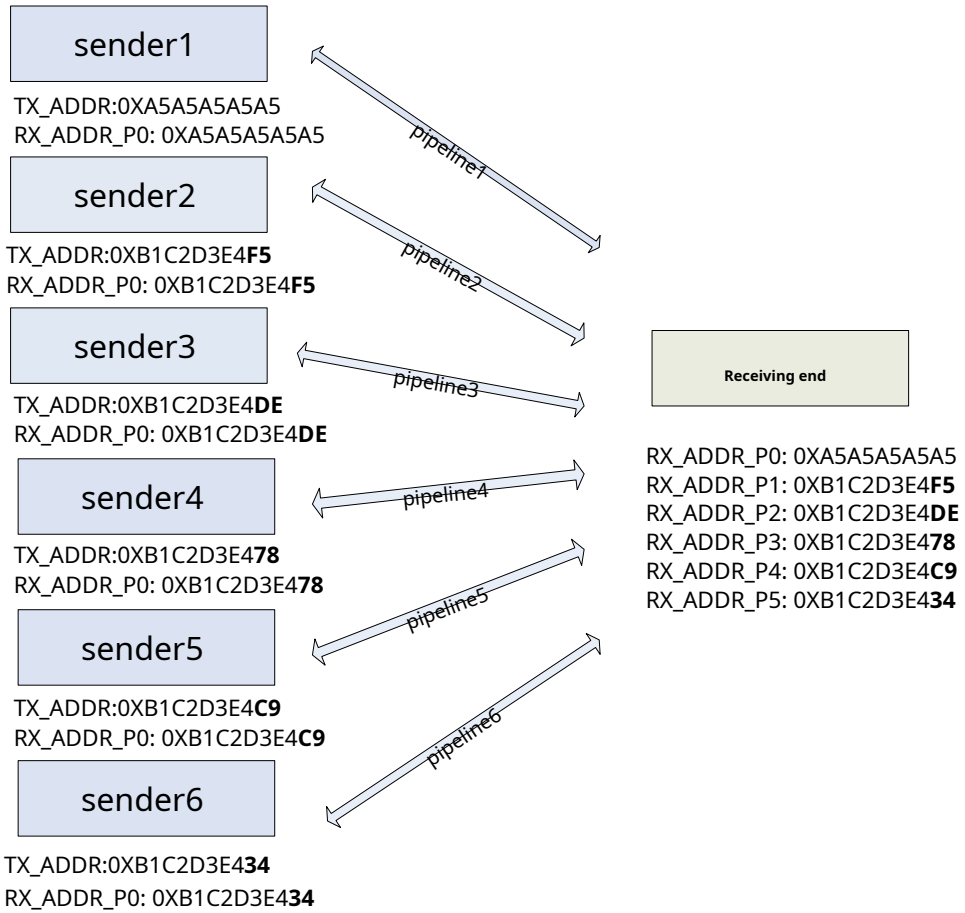 sender1
TX_ADDR:0XA5A5A5A5A5
RX_ADDR_P0: 0XA5A5A5A5A5
pipeline1
sender2
TX_ADDR:0XB1C2D3E4F5
RX_ADDR_P0: 0XB1C2D3E4F5
pipeline2
sender3
TX_ADDR:0XB1C2D3E4DE
RX_ADDR_P0: 0XB1C2D3E4DE
pipeline3
sender4
TX_ADDR:0XB1C2D3E478
RX_ADDR_P0: 0XB1C2D3E478
pipeline4
sender5
TX_ADDR:0XB1C2D3E4C9
RX_ADDR_P0: 0XB1C2D3E4C9
pipeline5
sender6
TX_ADDR:0XB1C2D3E434
RX_ADDR_P0: 0XB1C2D3E434
pipeline6
Receiving end
RX_ADDR_P0: 0XA5A5A5A5A5
RX_ADDR_P1: 0XB1C2D3E4F5
RX_ADDR_P2: 0XB1C2D3E4DE
RX_ADDR_P3: 0XB1C2D3E478
RX_ADDR_P4: 0XB1C2D3E4C9
RX_ADDR_P5: 0XB1C2D3E434